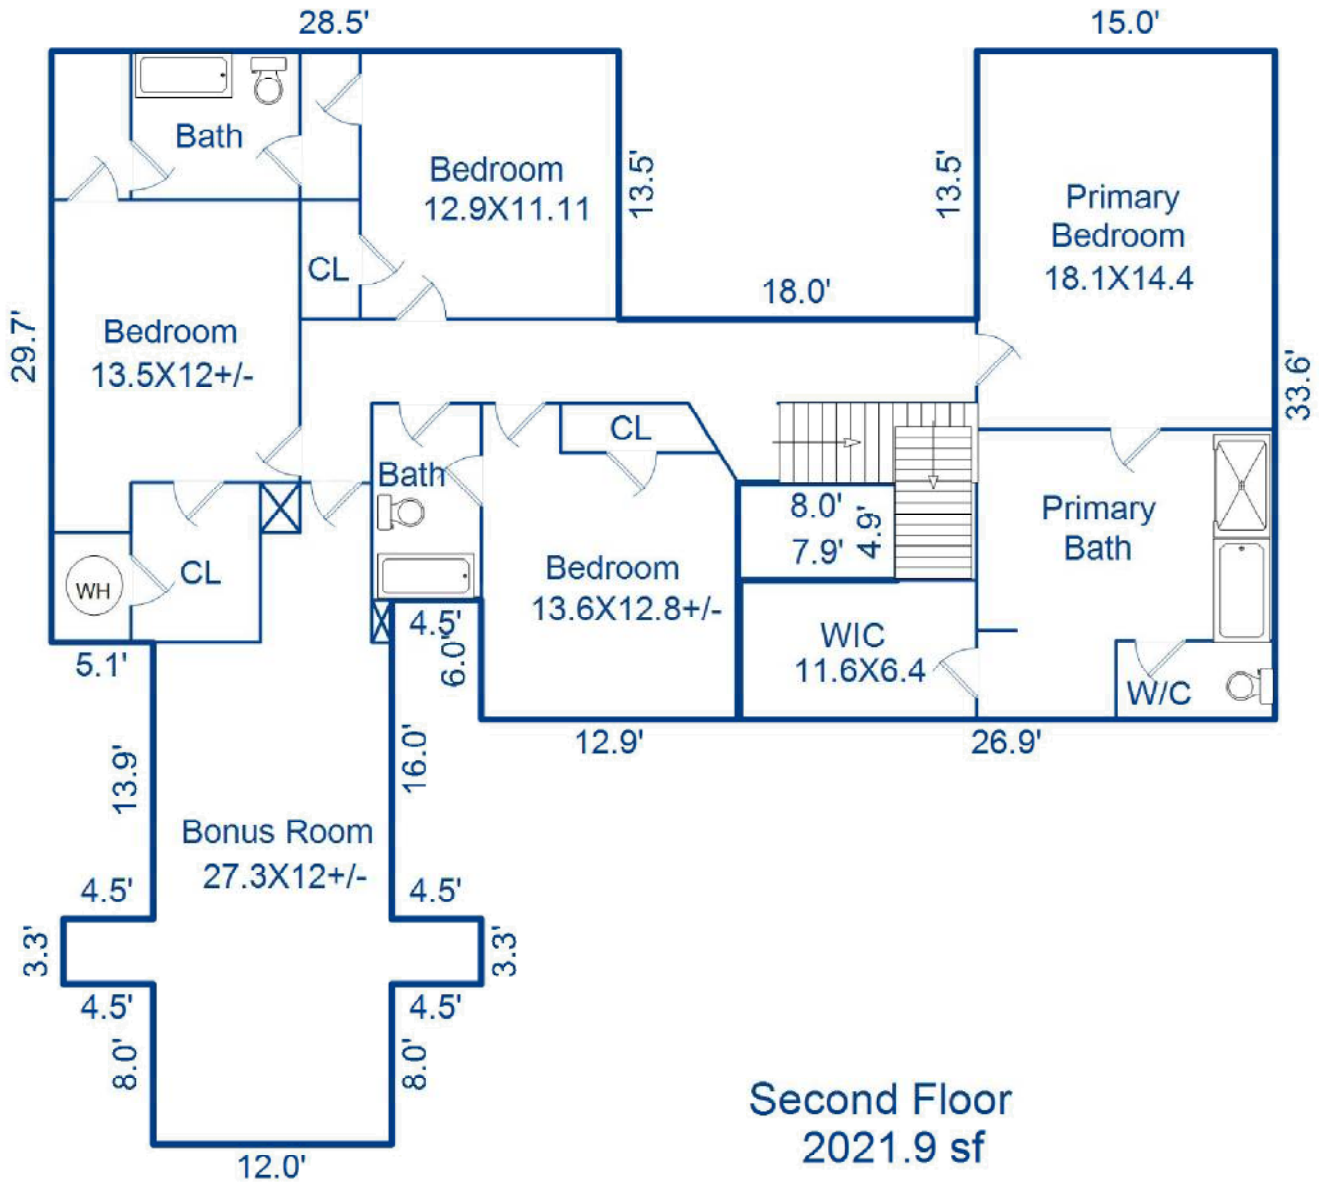 28.5'
15.0'
Bath
Bedroom
12.9X11.11
13.5'
13.5'
Primary
Bedroom
18.1X14.4
CL
18.0'
29.7'
Bedroom
13.5X12+/-
33.6'
CL
Bath
8.0'
7.9'
4.9'
Primary
Bath
WH
CL
Bedroom
13.6X12.8+/-
4.5'
6.0'
WIC
11.6X6.4
W/C
5.1'
12.9'
26.9'
13.9'
16.0'
Bonus Room
27.3X12+/-
4.5'
4.5'
3.3'
3.3'
4.5'
4.5'
8.0'
8.0'
12.0'
Second Floor
2021.9 sf